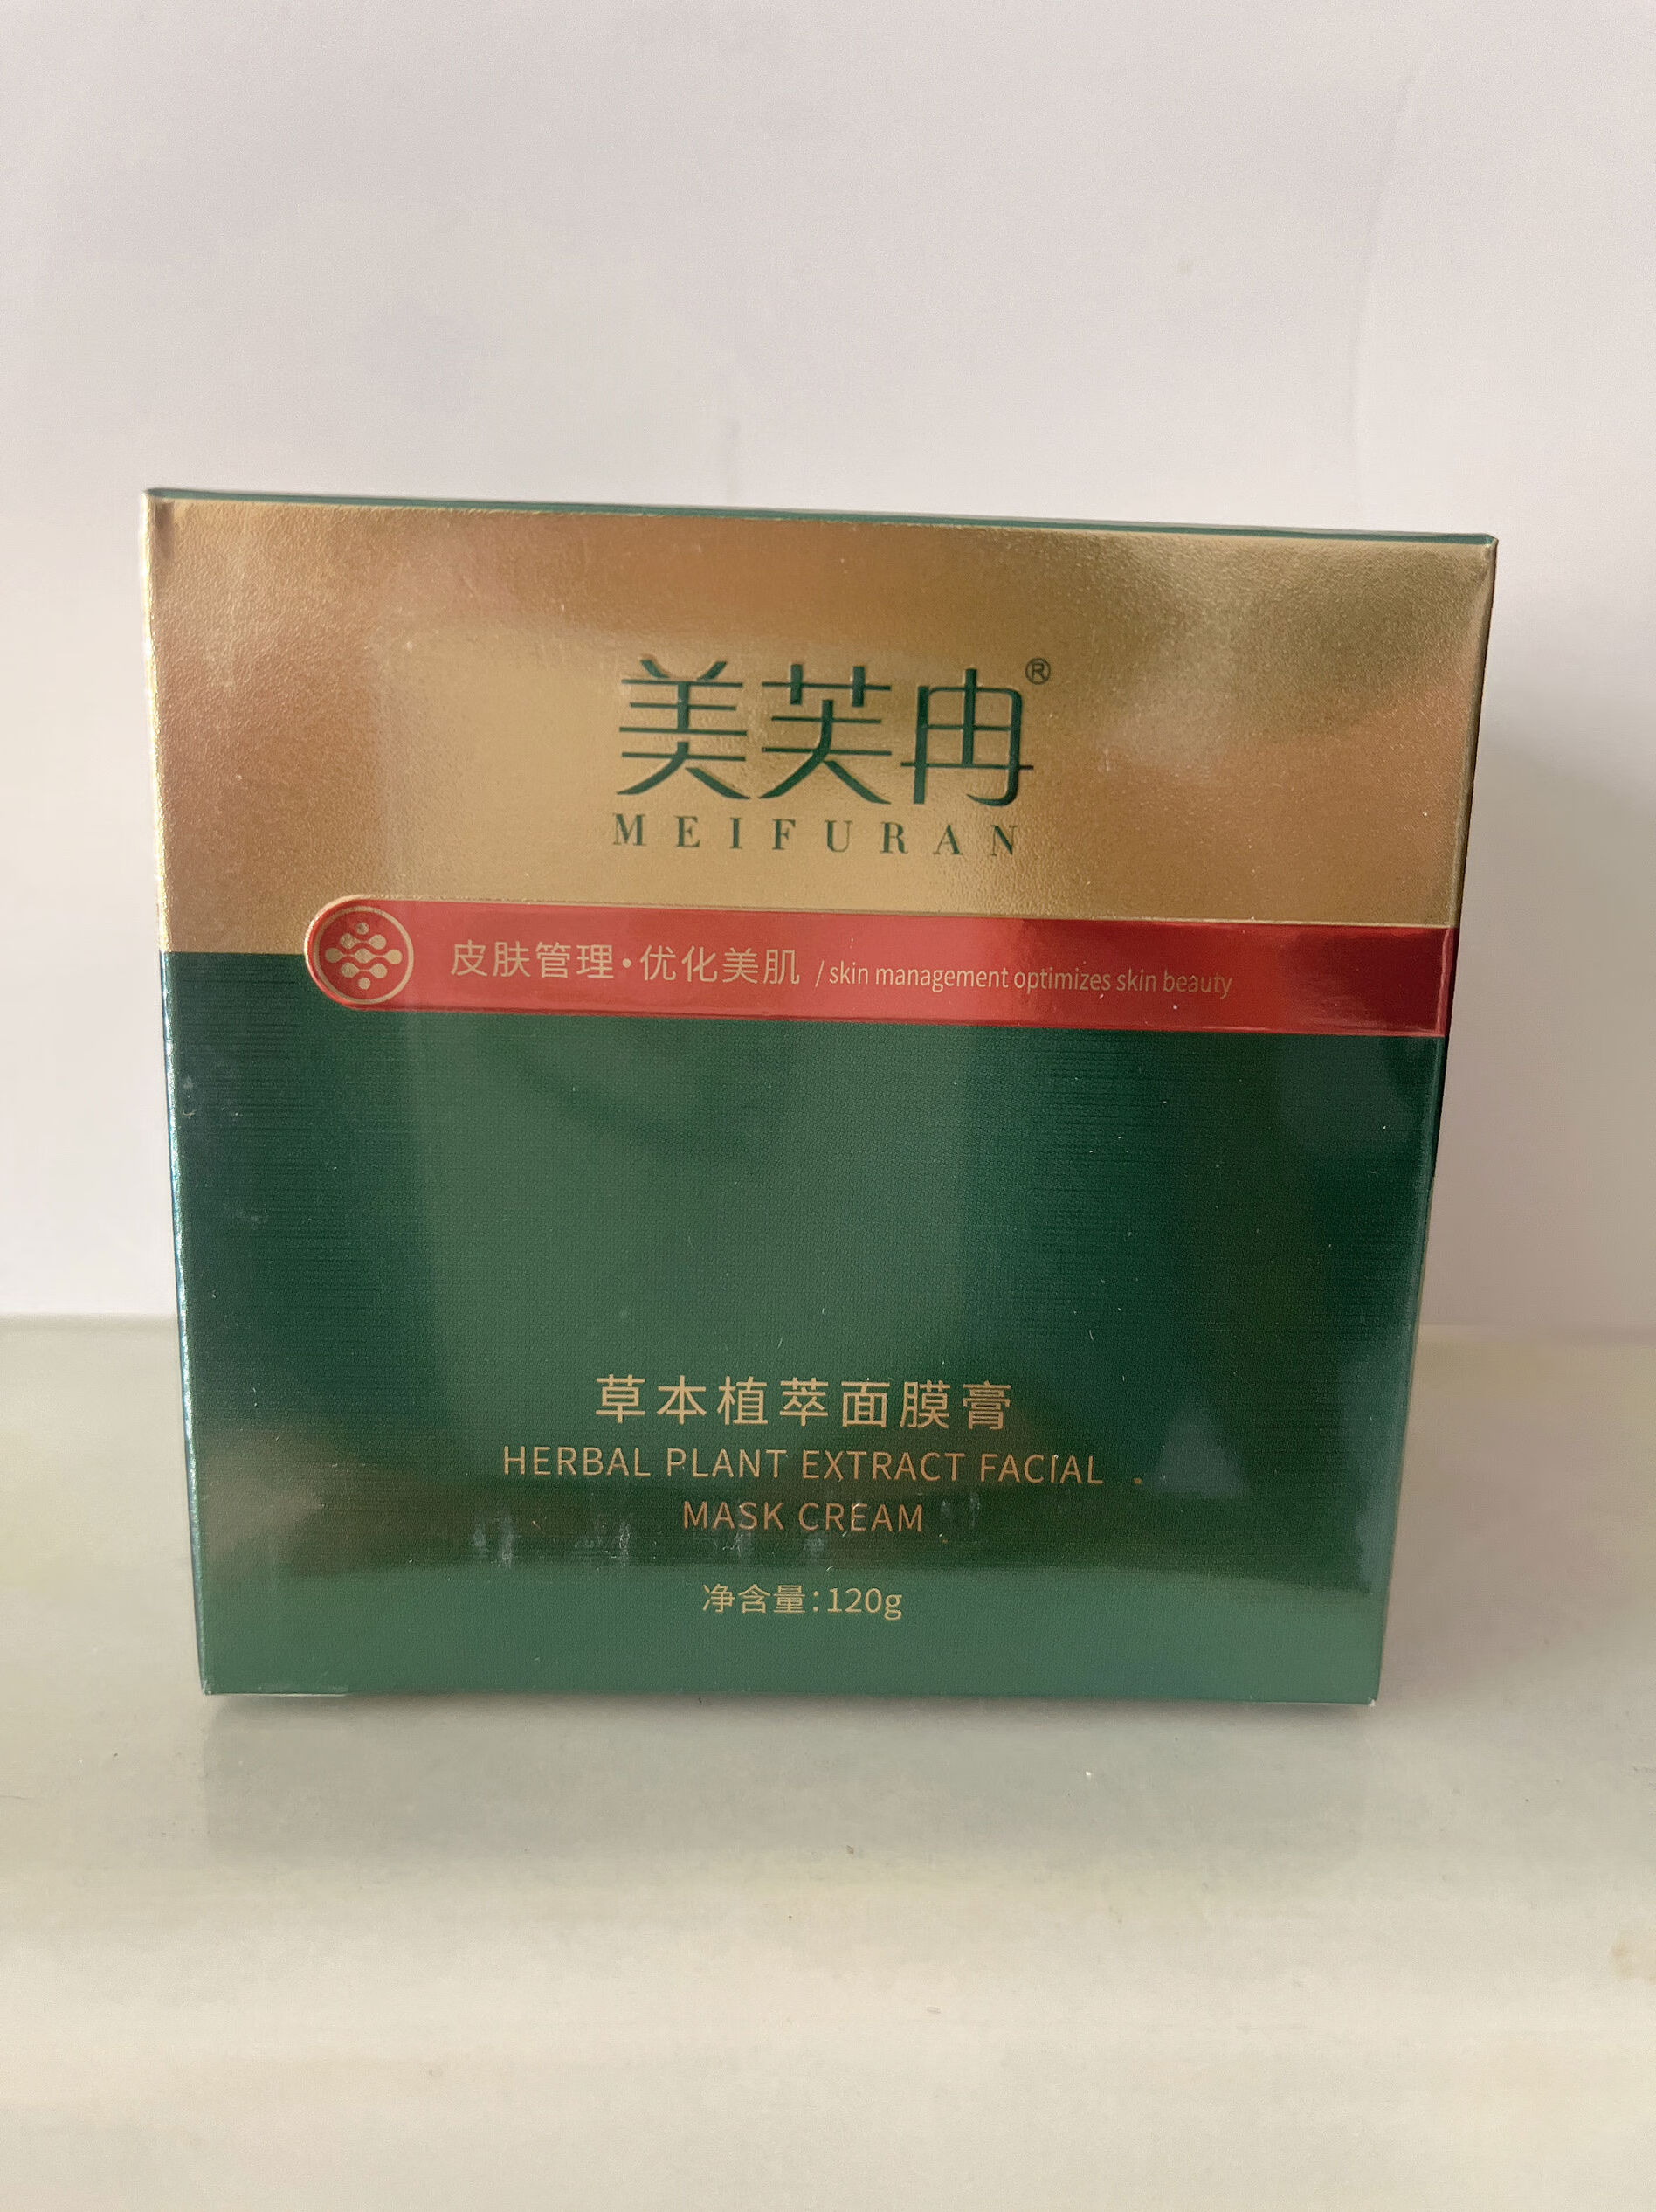 美芙冉®
MEIFURAN
皮肤管理·优化美肌 / skin management optimizes skin beauty
草本植萃面膜膏
HERBAL PLANT EXTRACT FACIAL
MASK CREAM
净含量:120g